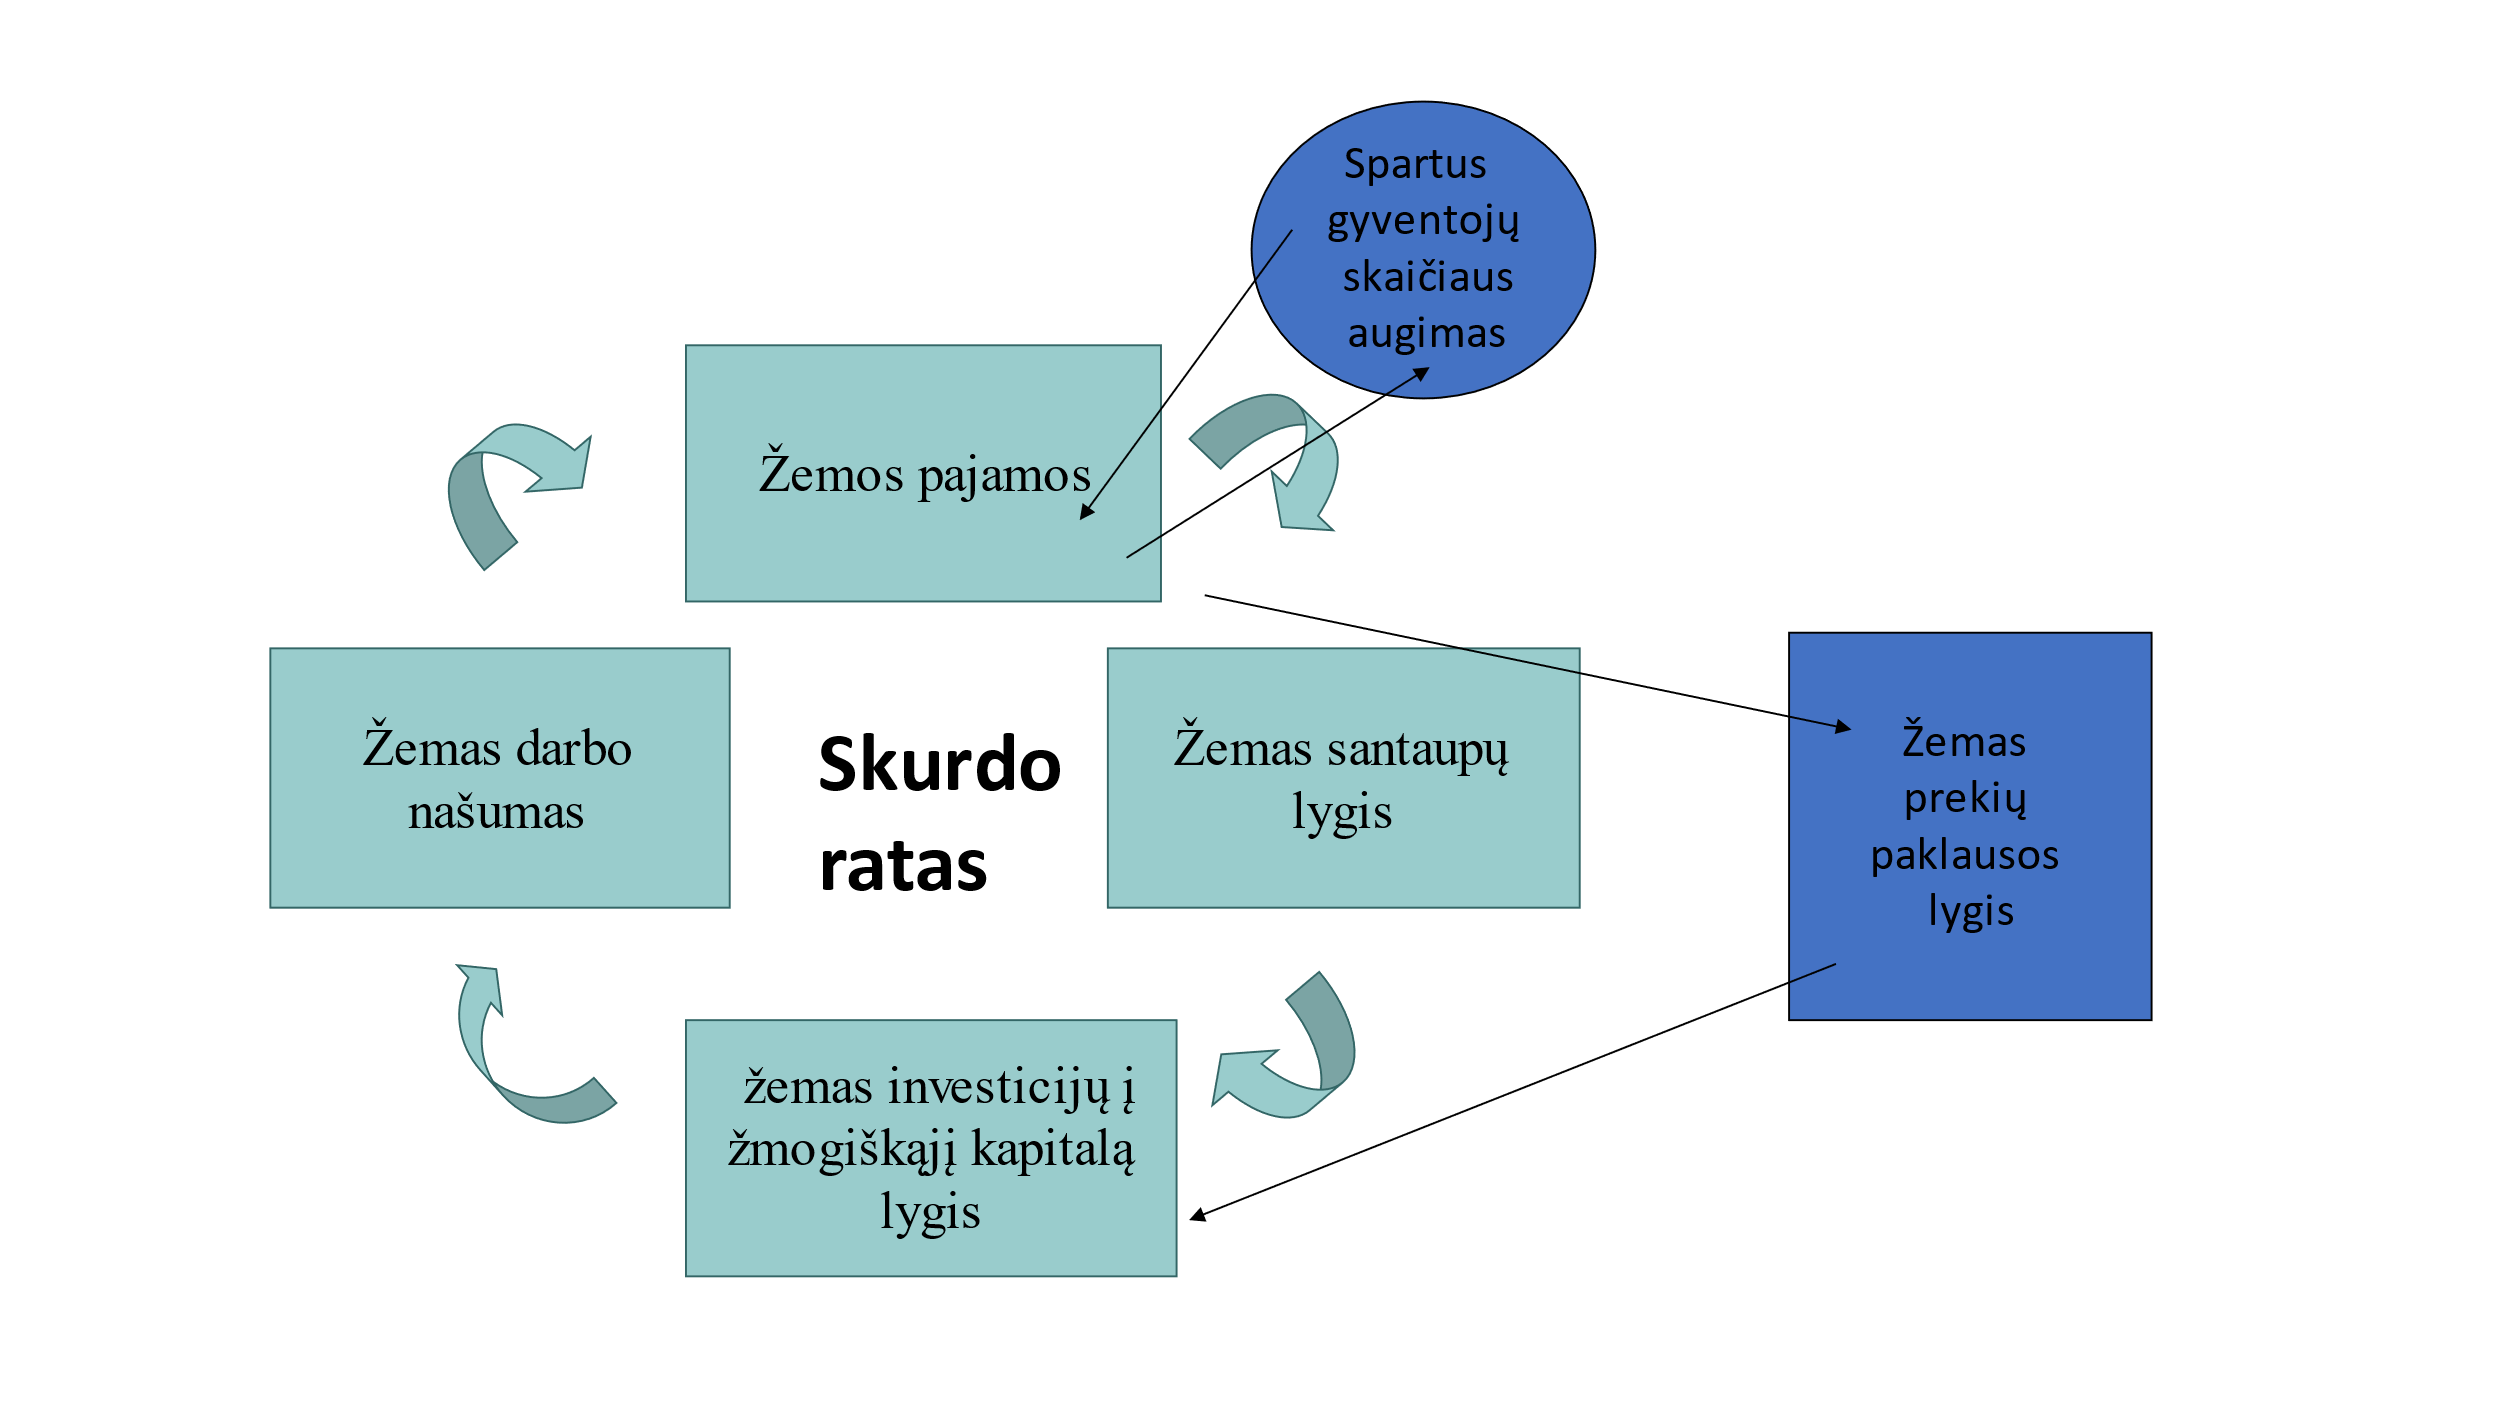 Spartus
gyventojų
skaičiaus
augimas
Žemos pajamos
Žemas darbo
našumas
Skurdo
ratas
Žemas santaupų
lygis
Žemas
prekių
paklausos
lygis
žemas investicijų į
žmogiškąjį kapitalą
lygis